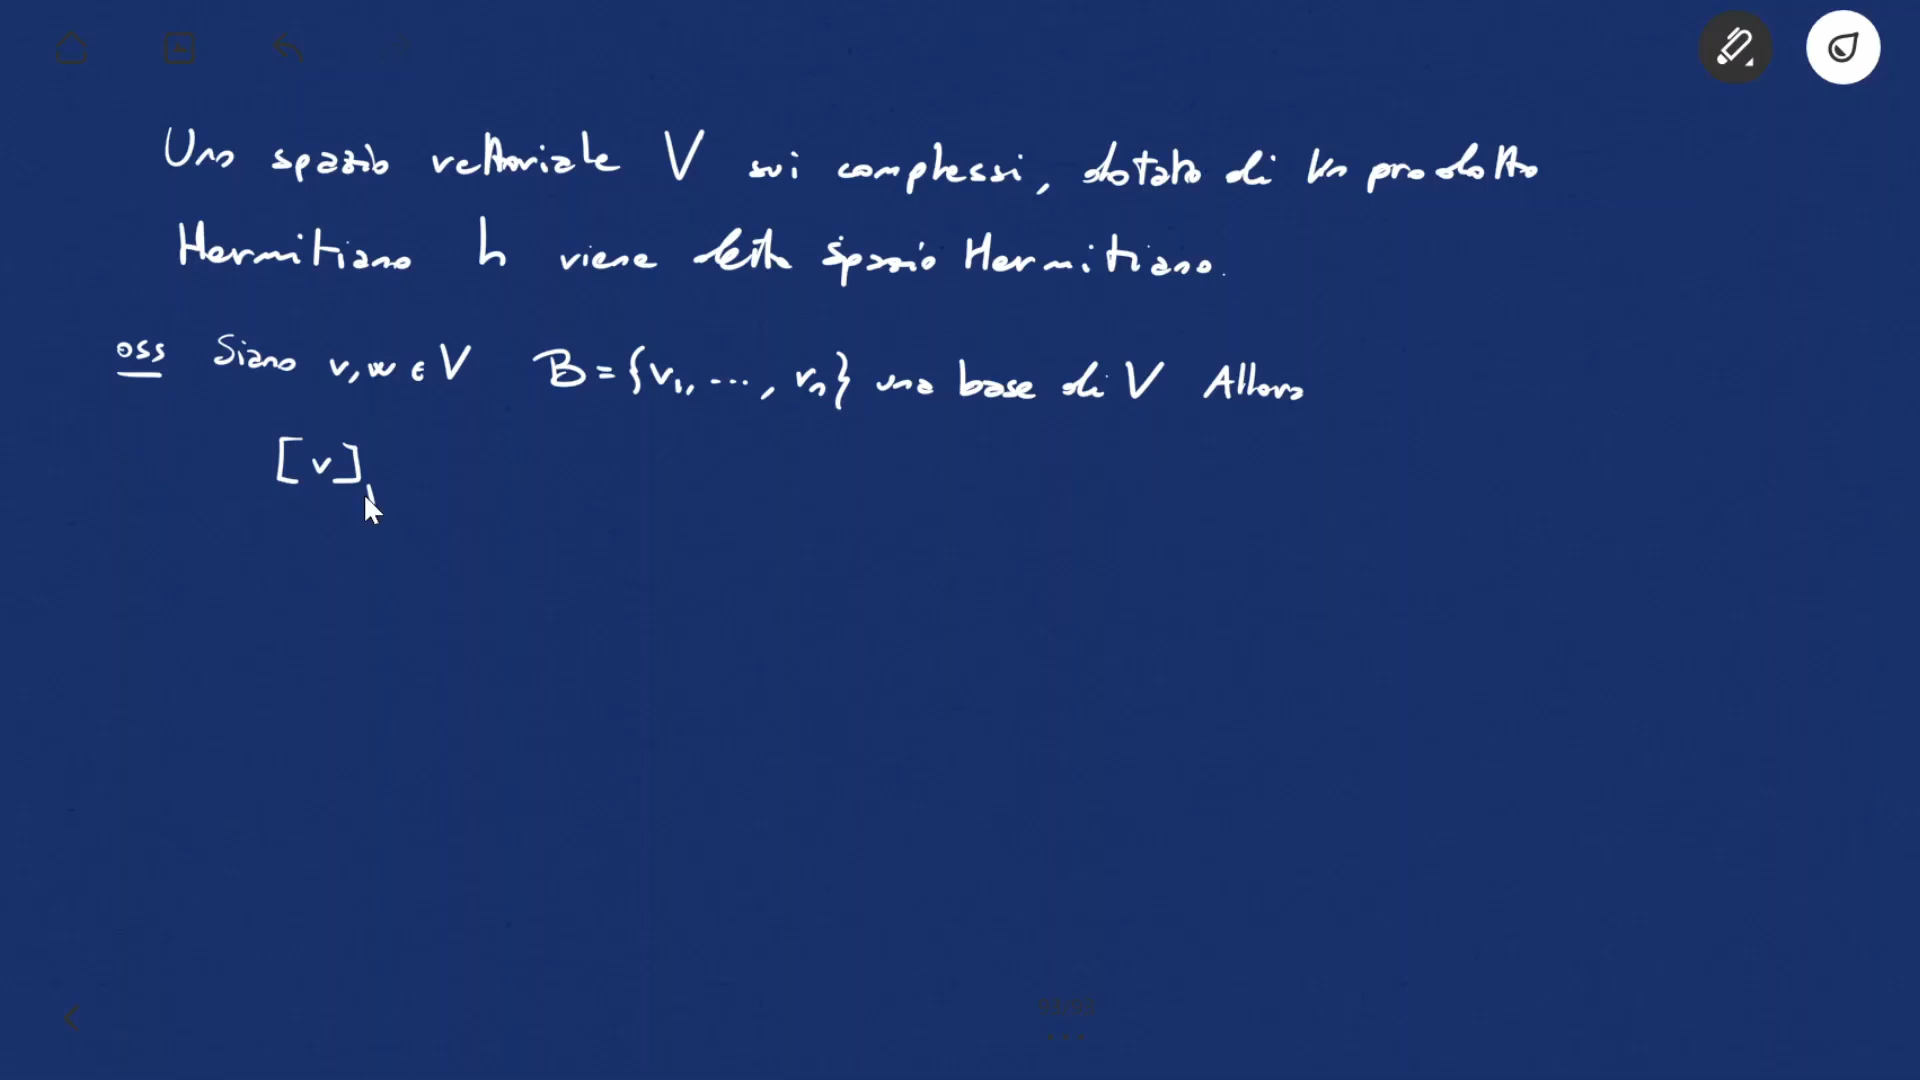 Uno spazio vettoriale V sui complessi, dotato di un prodotto
Hermitiano h viene detto spazio Hermitiano.
oss Siano v, w ∈ V B = {v₁, ..., vₙ} una base di V Allora
[v]